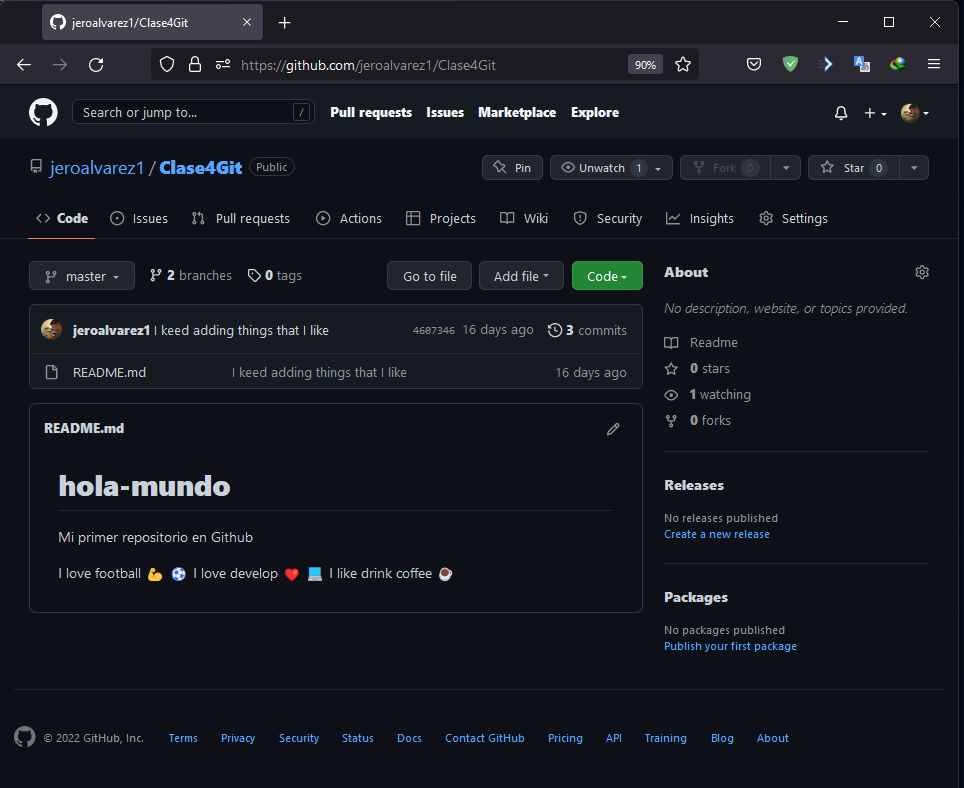 jeroalvarez1/Clase4Git
https://github.com/jeroalvarez1/Clase4Git 90%
Search or jump to... / Pull requests Issues Marketplace Explore
jeroalvarez1 / Clase4Git Public Pin Unwatch 1 Fork 0 Star 0
Code Issues Pull requests Actions Projects Wiki Security Insights Settings
master 2 branches 0 tags Go to file Add file Code
jeroalvarez1 I keed adding things that I like 4607346 16 days ago 3 commits
README.md I keed adding things that I like 16 days ago
README.md
hola-mundo
Mi primer repositorio en Github
I love football 💪 ⚽ I love develop ❤️ 💻 I like drink coffee ☕
About
No description, website, or topics provided.
Readme
0 stars
1 watching
0 forks
Releases
No releases published
Create a new release
Packages
No packages published
Publish your first package
© 2022 GitHub, Inc. Terms Privacy Security Status Docs Contact GitHub Pricing API Training Blog About